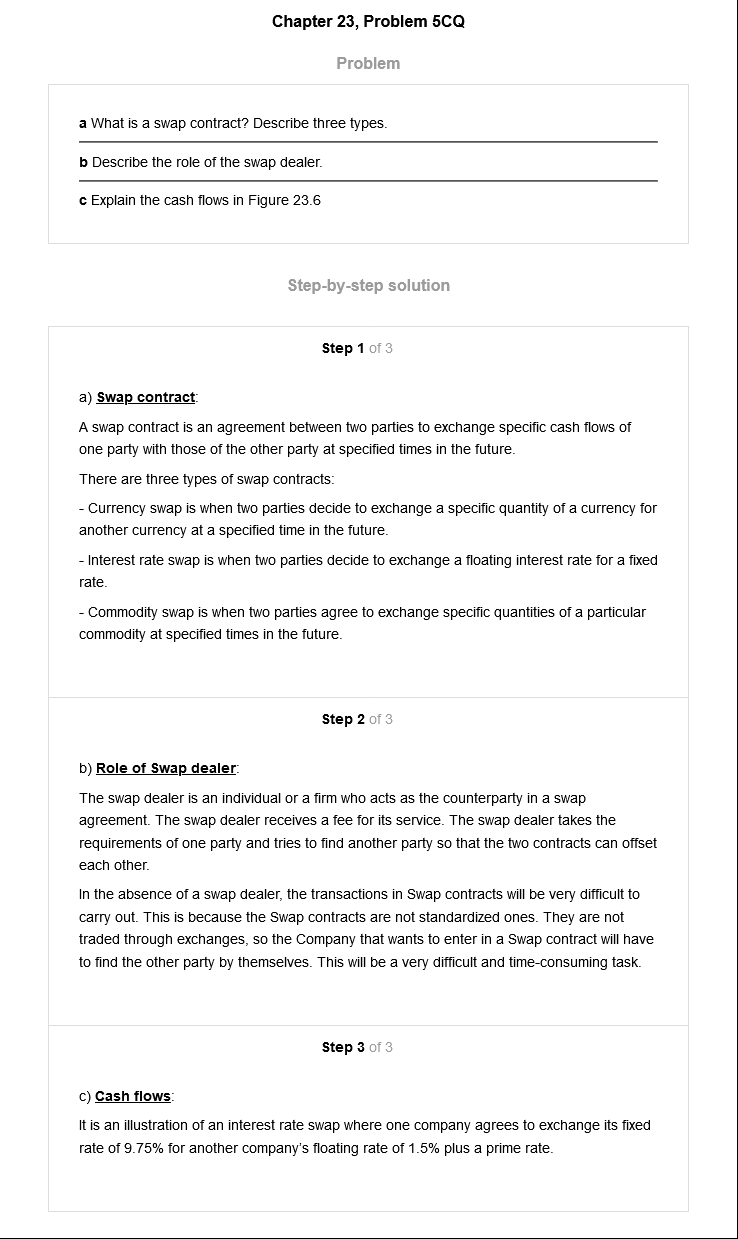 Chapter 23, Problem 5CQ
Problem
a What is a swap contract? Describe three types.
b Describe the role of the swap dealer.
c Explain the cash flows in Figure 23.6
Step-by-step solution
Step 1 of 3
a) Swap contract:
A swap contract is an agreement between two parties to exchange specific cash flows of
one party with those of the other party at specified times in the future.
There are three types of swap contracts:
- Currency swap is when two parties decide to exchange a specific quantity of a currency for
another currency at a specified time in the future.
- Interest rate swap is when two parties decide to exchange a floating interest rate for a fixed
rate.
- Commodity swap is when two parties agree to exchange specific quantities of a particular
commodity at specified times in the future.
Step 2 of 3
b) Role of Swap dealer:
The swap dealer is an individual or a firm who acts as the counterparty in a swap
agreement. The swap dealer receives a fee for its service. The swap dealer takes the
requirements of one party and tries to find another party so that the two contracts can offset
each other.
In the absence of a swap dealer, the transactions in Swap contracts will be very difficult to
carry out. This is because the Swap contracts are not standardized ones. They are not
traded through exchanges, so the Company that wants to enter in a Swap contract will have
to find the other party by themselves. This will be a very difficult and time-consuming task.
Step 3 of 3
c) Cash flows:
It is an illustration of an interest rate swap where one company agrees to exchange its fixed
rate of 9.75% for another company's floating rate of 1.5% plus a prime rate.